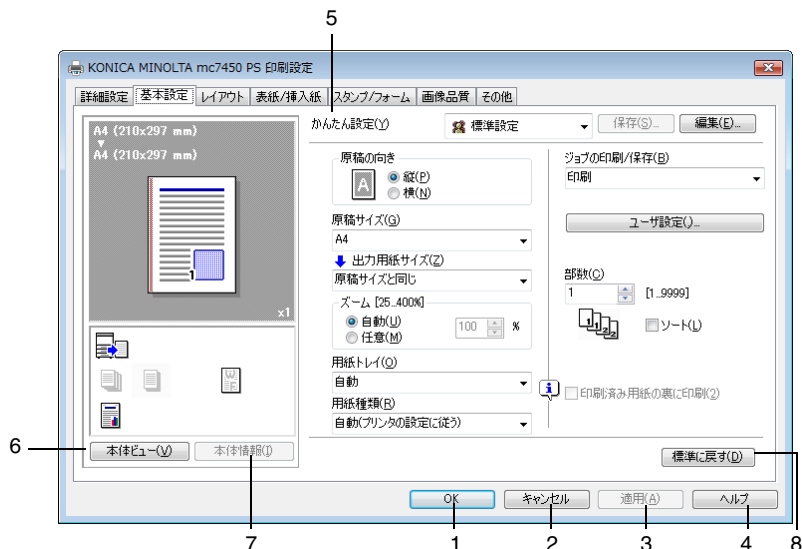 5
KONICA MINOLTA mc7450 PS 印刷設定
詳細設定 基本設定 レイアウト 表紙/挿入紙 スタンプ/フォーム 画像品質 その他
A4 (210x297 mm)
A4 (210x297 mm)
1
x1
かんたん設定(Y) 標準設定 保存(S)... 編集(E)...
原稿の向き
A
縦(P)
横(N)
原稿サイズ(G)
A4
出力用紙サイズ(Z)
原稿サイズと同じ
ズーム [25...400%]
自動(U)
任意(M)
100 %
用紙トレイ(O)
自動
用紙種類(R)
自動(プリンタの設定に従う)
ジョブの印刷/保存(B)
印刷
ユーザ設定()...
部数(C)
1 [1...9999]
1 1 2 2
ソート(L)
印刷済み用紙の裏に印刷(2)
W
F
6
本体ビュー(V) 本体情報(I)
標準に戻す(D)
OK キャンセル 適用(A) ヘルプ
7 1 2 3 4 8